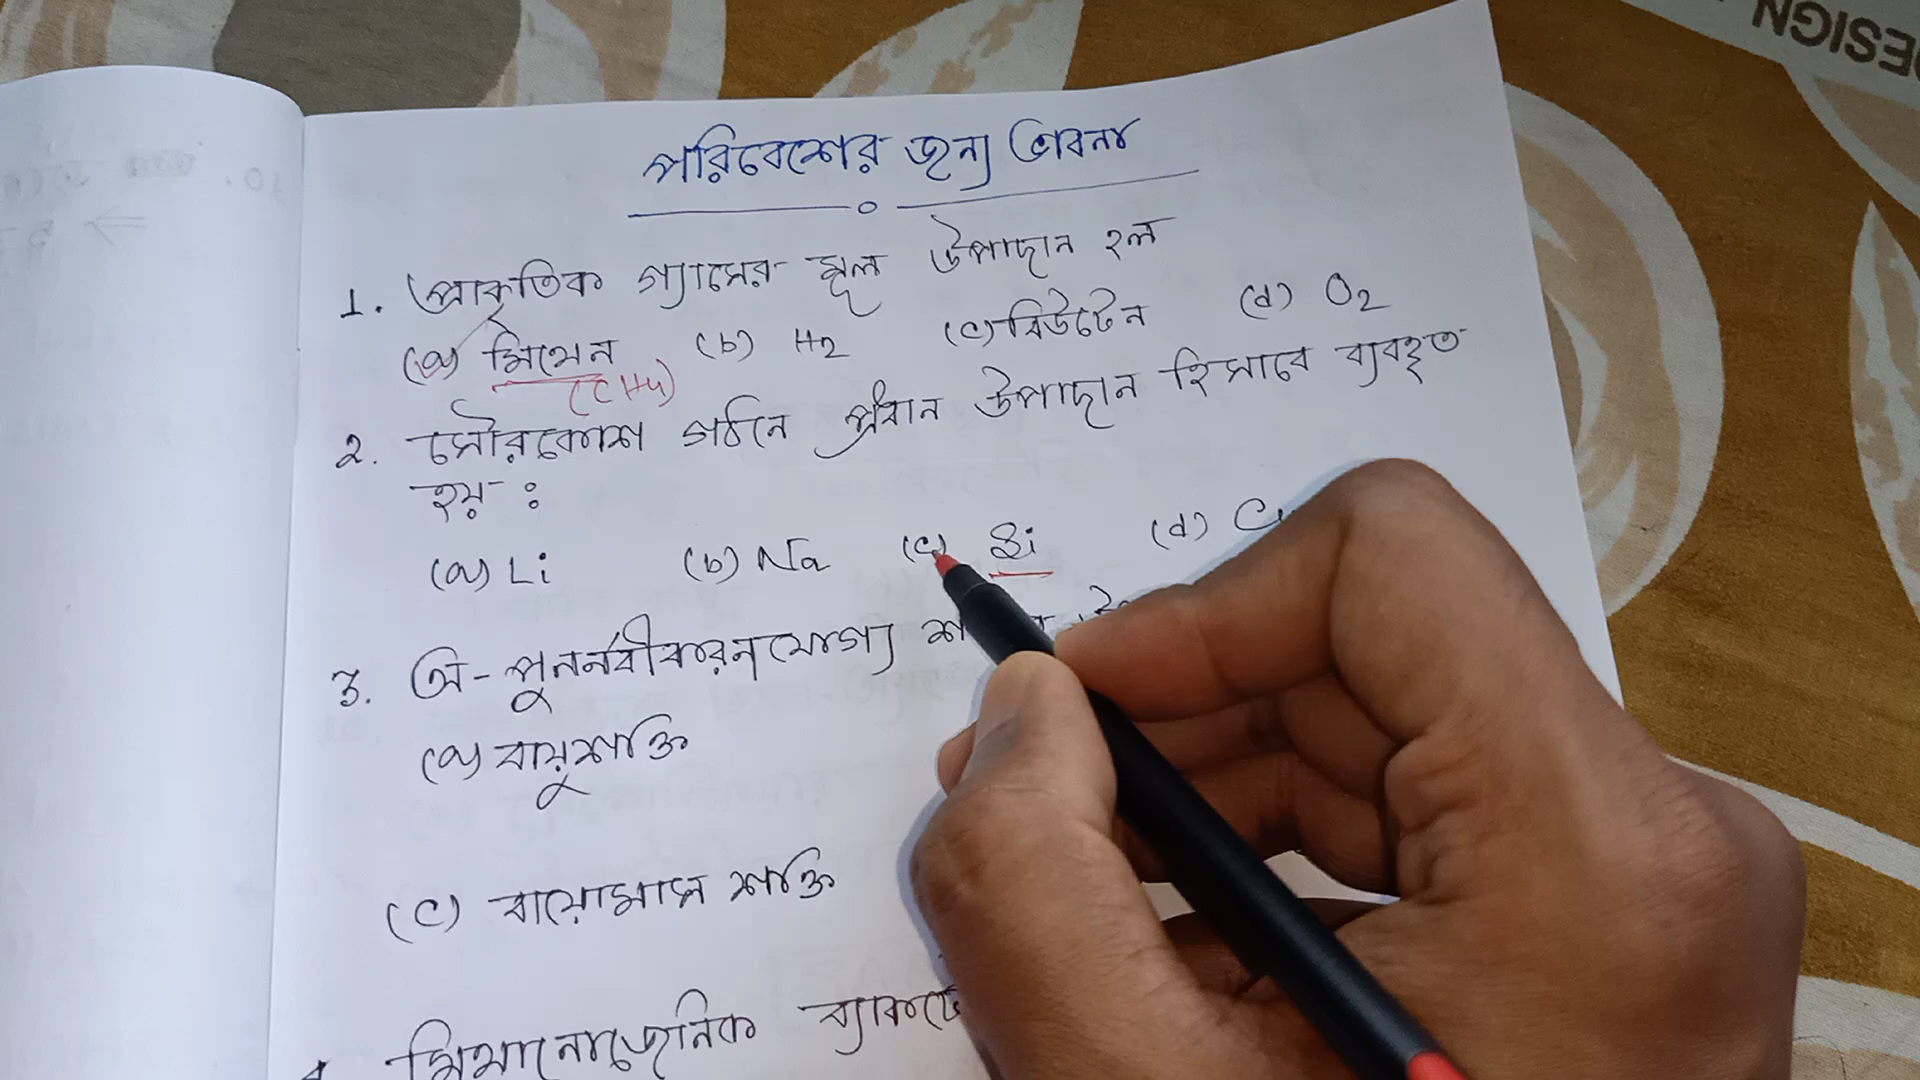 DESIGN
পরিবেশের জন্য ভাবনা
1. প্রাকৃতিক গ্যাসের মূল উপাদান হল
(a) মিথেন (b) H2 (c) বিউটেন (d) O2
(CH4)
2. সৌরকোশ গঠনে প্রধান উপাদান হিসাবে ব্যবহৃত
হয় :
(a) Li (b) Na (c) Si (d)
3. অ-পুনর্নবীকরনযোগ্য
(a) বায়ুশক্তি
(c) বায়োমাস শক্তি
মিথানোজেনিক